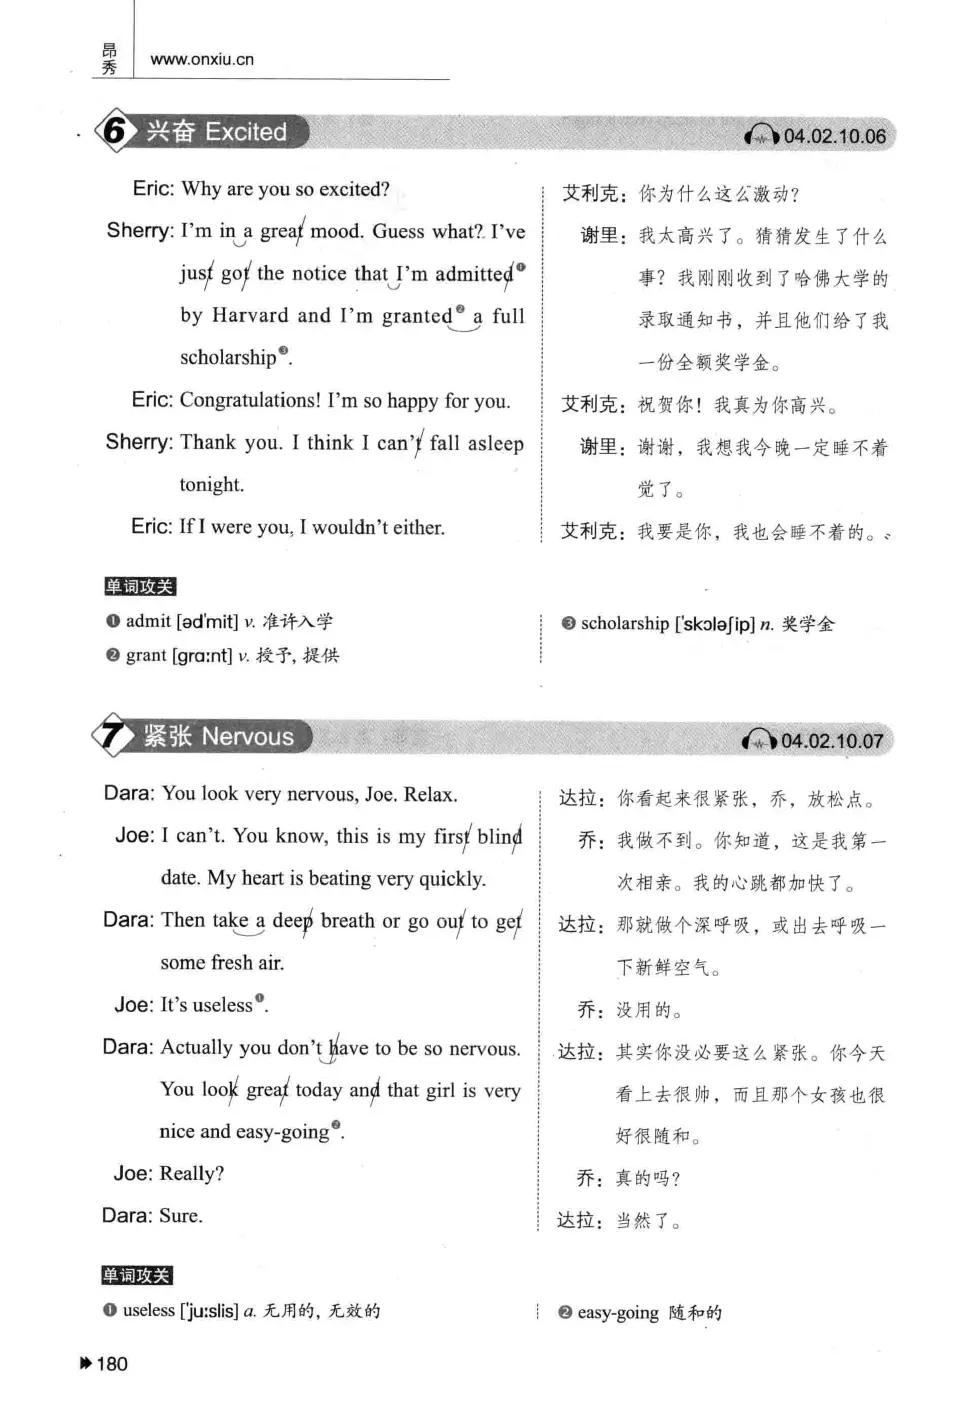 昂秀
www.onxiu.cn
6 兴奋 Excited
04.02.10.06
Eric: Why are you so excited?
Sherry: I'm in a great mood. Guess what? I've
just got the notice that I'm admitted❶
by Harvard and I'm granted❷ a full
scholarship❸.
Eric: Congratulations! I'm so happy for you.
Sherry: Thank you. I think I can't fall asleep
tonight.
Eric: If I were you, I wouldn't either.
艾利克：你为什么这么激动？
谢里：我太高兴了。猜猜发生了什么
事？我刚刚收到了哈佛大学的
录取通知书，并且他们给了我
一份全额奖学金。
艾利克：祝贺你！我真为你高兴。
谢里：谢谢，我想我今晚一定睡不着
觉了。
艾利克：我要是你，我也会睡不着的。
单词攻关
❶ admit [əd'mit] v. 准许入学
❷ grant [grɑ:nt] v. 授予, 提供
❸ scholarship ['skɔləʃip] n. 奖学金
7 紧张 Nervous
04.02.10.07
Dara: You look very nervous, Joe. Relax.
Joe: I can't. You know, this is my first blind
date. My heart is beating very quickly.
Dara: Then take a deep breath or go out to get
some fresh air.
Joe: It's useless❶.
Dara: Actually you don't have to be so nervous.
You look great today and that girl is very
nice and easy-going❷.
Joe: Really?
Dara: Sure.
达拉：你看起来很紧张，乔，放松点。
乔：我做不到。你知道，这是我第一
次相亲。我的心跳都加快了。
达拉：那就做个深呼吸，或出去呼吸一
下新鲜空气。
乔：没用的。
达拉：其实你没必要这么紧张。你今天
看上去很帅，而且那个女孩也很
好很随和。
乔：真的吗？
达拉：当然了。
单词攻关
❶ useless ['ju:slis] a. 无用的, 无效的
❷ easy-going 随和的
180